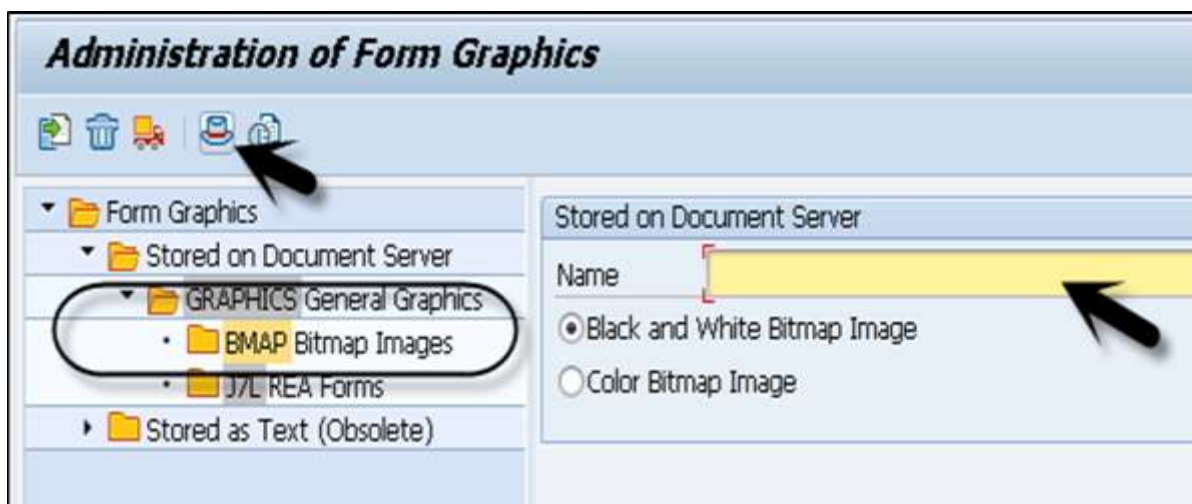 Administration of Form Graphics
Form Graphics
Stored on Document Server
GRAPHICS General Graphics
BMAP Bitmap Images
J7L REA Forms
Stored as Text (Obsolete)
Stored on Document Server
Name
Black and White Bitmap Image
Color Bitmap Image